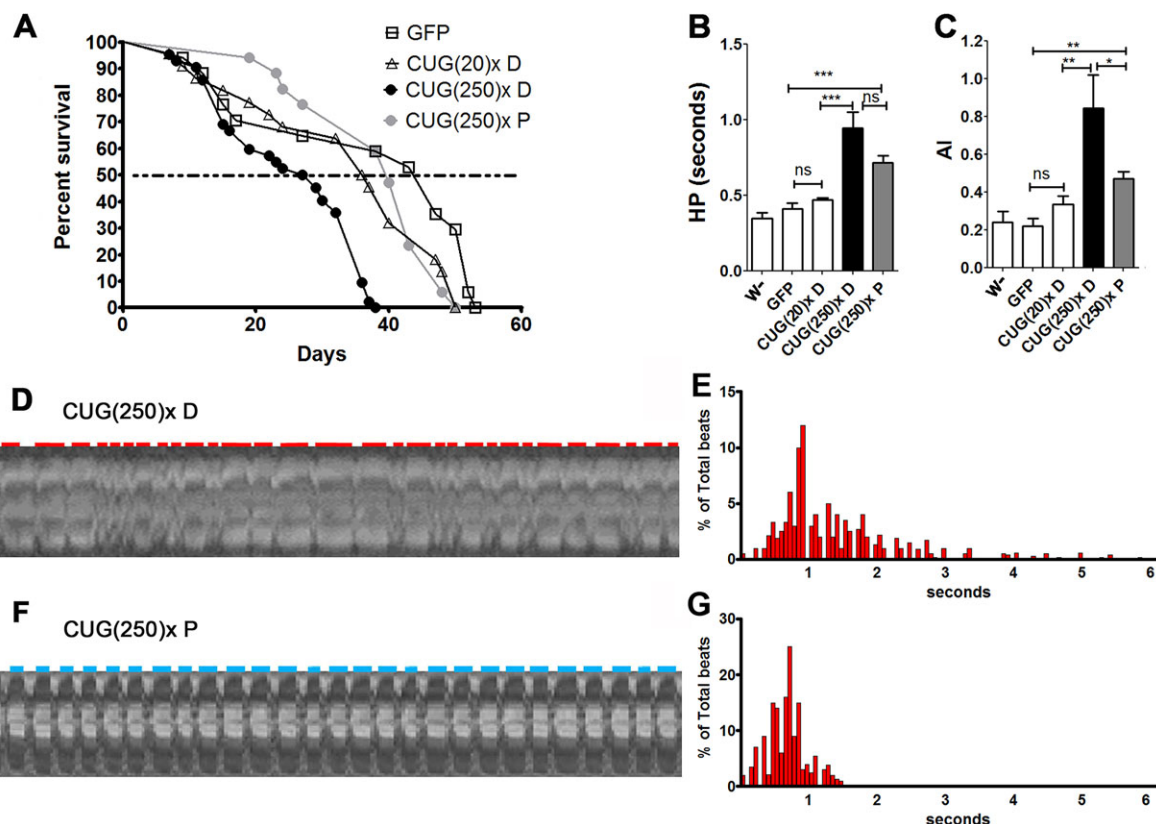 A
GFP
CUG(20)x D
CUG(250)x D
CUG(250)x P
Percent survival
100
90
80
70
60
50
40
30
20
10
0
0 20 40 60
Days
B
HP (seconds)
1.5
1.0
0.5
0.0
***
***
ns
ns
W-
GFP
CUG(20)x D
CUG(250)x D
CUG(250)x P
C
AI
1.2
1.0
0.8
0.6
0.4
0.2
0.0
**
**
*
ns
W-
GFP
CUG(20)x D
CUG(250)x D
CUG(250)x P
D
CUG(250)x D
E
% of Total beats
15
10
5
0
1 2 3 4 5 6
seconds
F
CUG(250)x P
G
% of Total beats
30
20
10
0
1 2 3 4 5 6
seconds